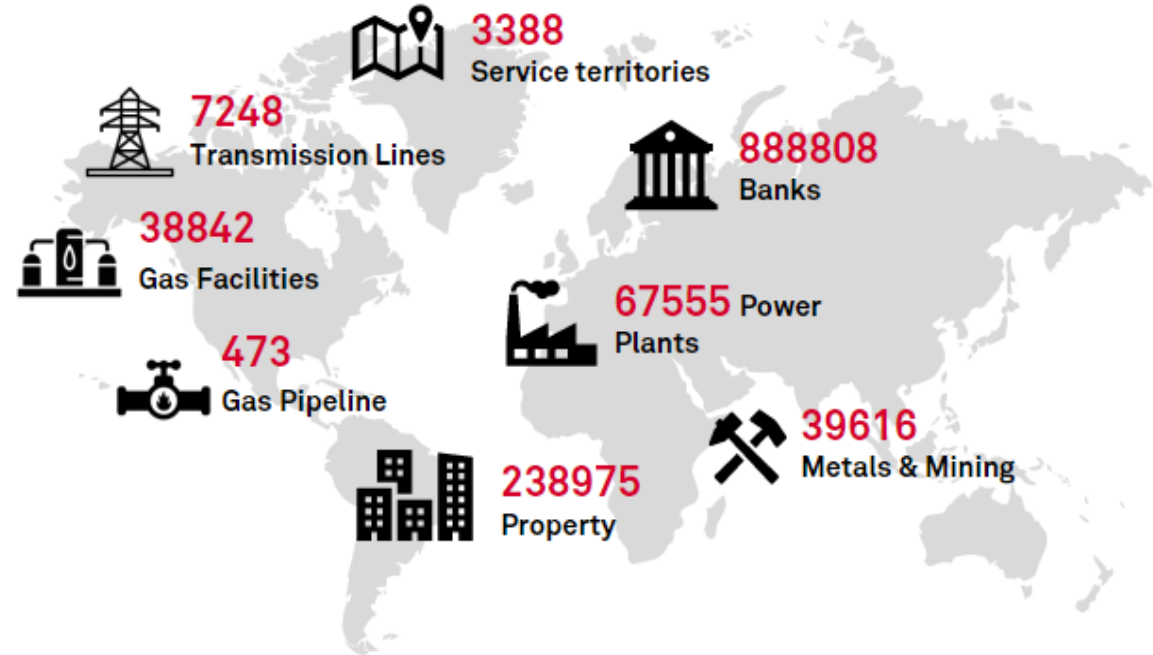 3388
Service territories
7248
Transmission Lines
888808
Banks
38842
Gas Facilities
67555 Power
Plants
473
Gas Pipeline
39616
Metals & Mining
238975
Property